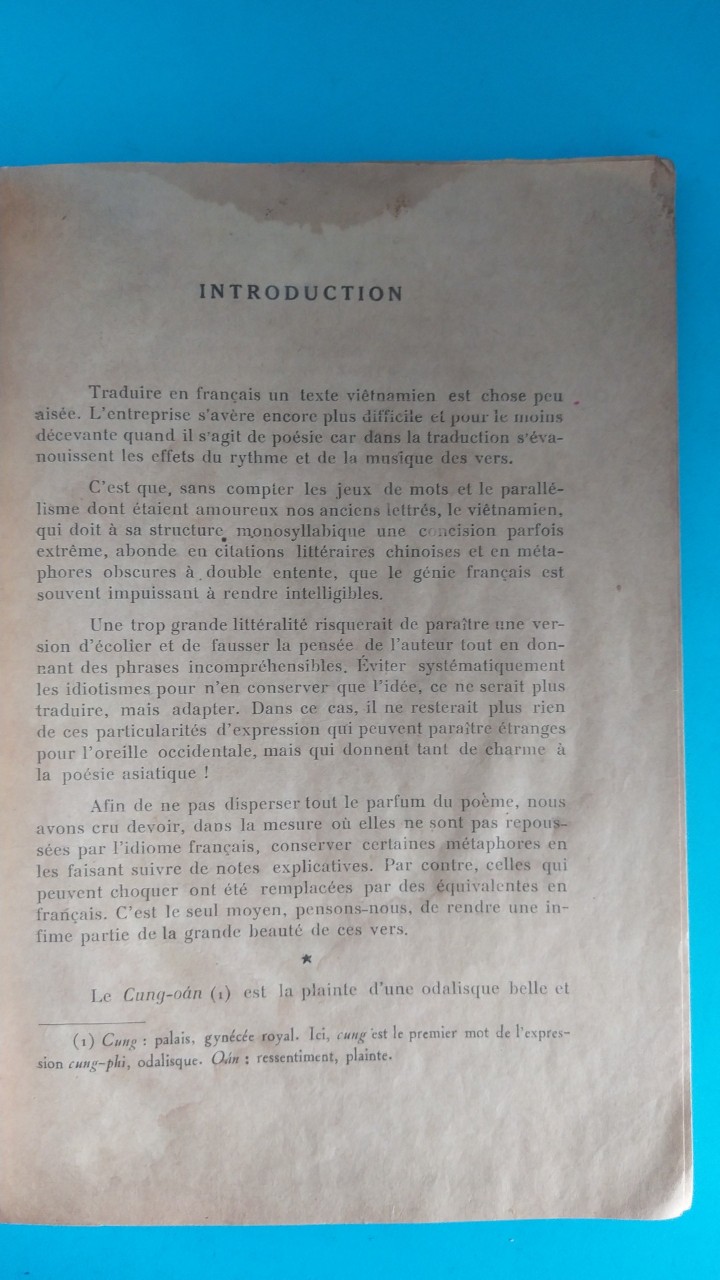 INTRODUCTION
Traduire en français un texte viêtnamien est chose peu
aisée. L'entreprise s'avère encore plus difficile et pour le moins
décevante quand il s'agit de poésie car dans la traduction s'éva-
nouissent les effets du rythme et de la musique des vers.
C'est que, sans compter les jeux de mots et le parallé-
lisme dont étaient amoureux nos anciens lettrés, le viêtnamien,
qui doit à sa structure monosyllabique une concision parfois
extrême, abonde en citations littéraires chinoises et en méta-
phores obscures à double entente, que le génie français est
souvent impuissant à rendre intelligibles.
Une trop grande littéralité risquerait de paraître une ver-
sion d'écolier et de fausser la pensée de l'auteur tout en don-
nant des phrases incompréhensibles. Éviter systématiquement
les idiotismes pour n'en conserver que l'idée, ce ne serait plus
traduire, mais adapter. Dans ce cas, il ne resterait plus rien
de ces particularités d'expression qui peuvent paraître étranges
pour l'oreille occidentale, mais qui donnent tant de charme à
la poésie asiatique !
Afin de ne pas disperser tout le parfum du poème, nous
avons cru devoir, dans la mesure où elles ne sont pas repous-
sées par l'idiome français, conserver certaines métaphores en
les faisant suivre de notes explicatives. Par contre, celles qui
peuvent choquer ont été remplacées par des équivalentes en
français. C'est le seul moyen, pensons-nous, de rendre une in-
fime partie de la grande beauté de ces vers.
★
Le Cung-oán (1) est la plainte d'une odalisque belle et
(1) Cung : palais, gynécée royal. Ici, cung est le premier mot de l'expres-
sion cung-phi, odalisque. Oán : ressentiment, plainte.